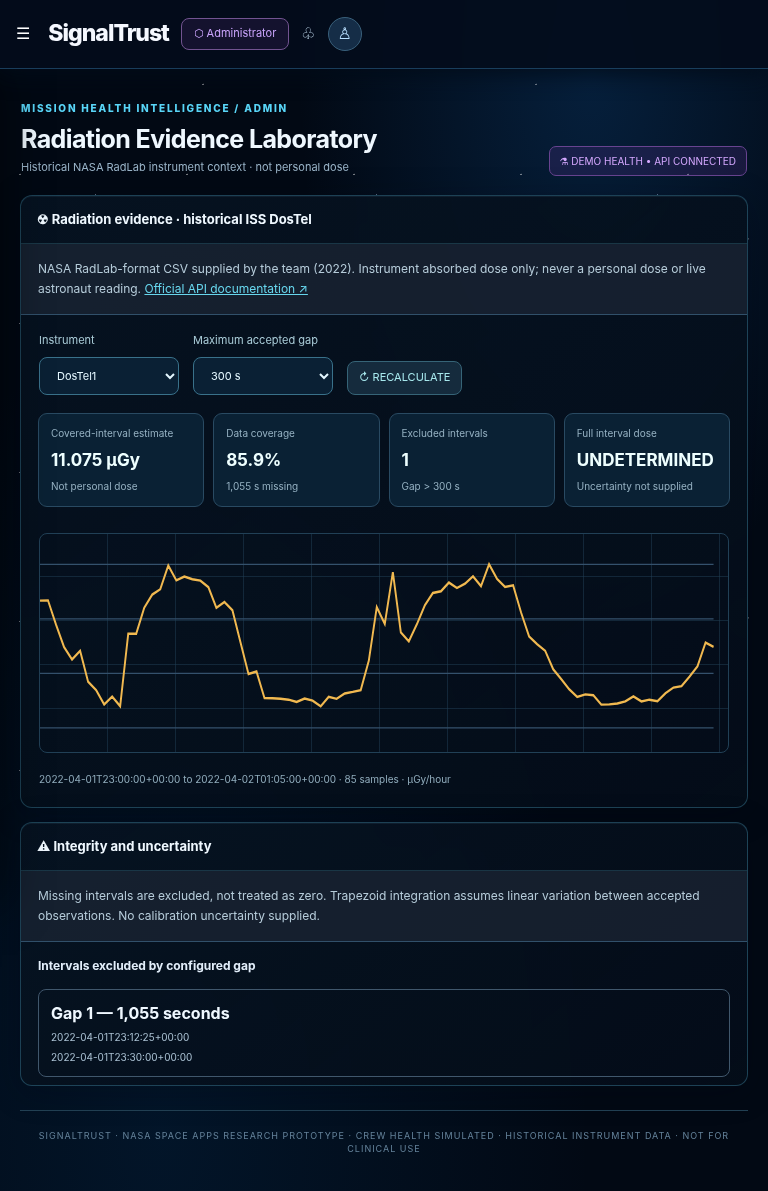 ☰ SignalTrust ⬡ Administrator ♧ ♙
MISSION HEALTH INTELLIGENCE / ADMIN
Radiation Evidence Laboratory
Historical NASA RadLab instrument context · not personal dose
⚗ DEMO HEALTH • API CONNECTED
☢ Radiation evidence · historical ISS DosTel
NASA RadLab-format CSV supplied by the team (2022). Instrument absorbed dose only; never a personal dose or live
astronaut reading. Official API documentation ↗
Instrument
Maximum accepted gap
DosTel1
300 s
↻ RECALCULATE
Covered-interval estimate
11.075 μGy
Not personal dose
Data coverage
85.9%
1,055 s missing
Excluded intervals
1
Gap > 300 s
Full interval dose
UNDETERMINED
Uncertainty not supplied
2022-04-01T23:00:00+00:00 to 2022-04-02T01:05:00+00:00 · 85 samples · μGy/hour
⚠ Integrity and uncertainty
Missing intervals are excluded, not treated as zero. Trapezoid integration assumes linear variation between accepted
observations. No calibration uncertainty supplied.
Intervals excluded by configured gap
Gap 1 — 1,055 seconds
2022-04-01T23:12:25+00:00
2022-04-01T23:30:00+00:00
SIGNALTRUST · NASA SPACE APPS RESEARCH PROTOTYPE · CREW HEALTH SIMULATED · HISTORICAL INSTRUMENT DATA · NOT FOR
CLINICAL USE